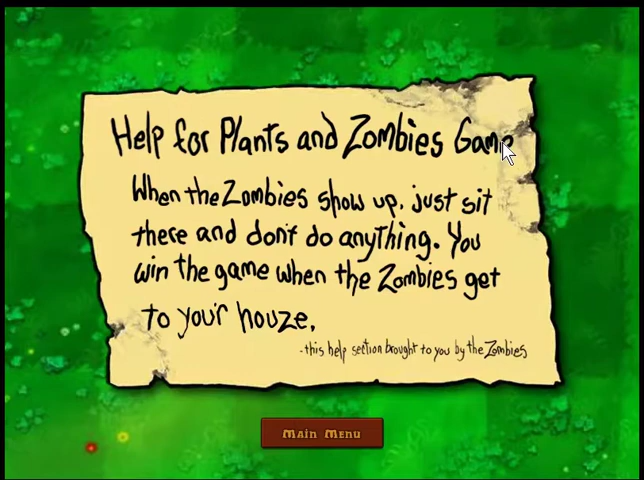 Help for Plants and Zombies Game
When the Zombies show up, just sit
there and don't do anything. You
win the game when the Zombies get
to your houze.
-this help section brought to you by the Zombies
MAIN MENU